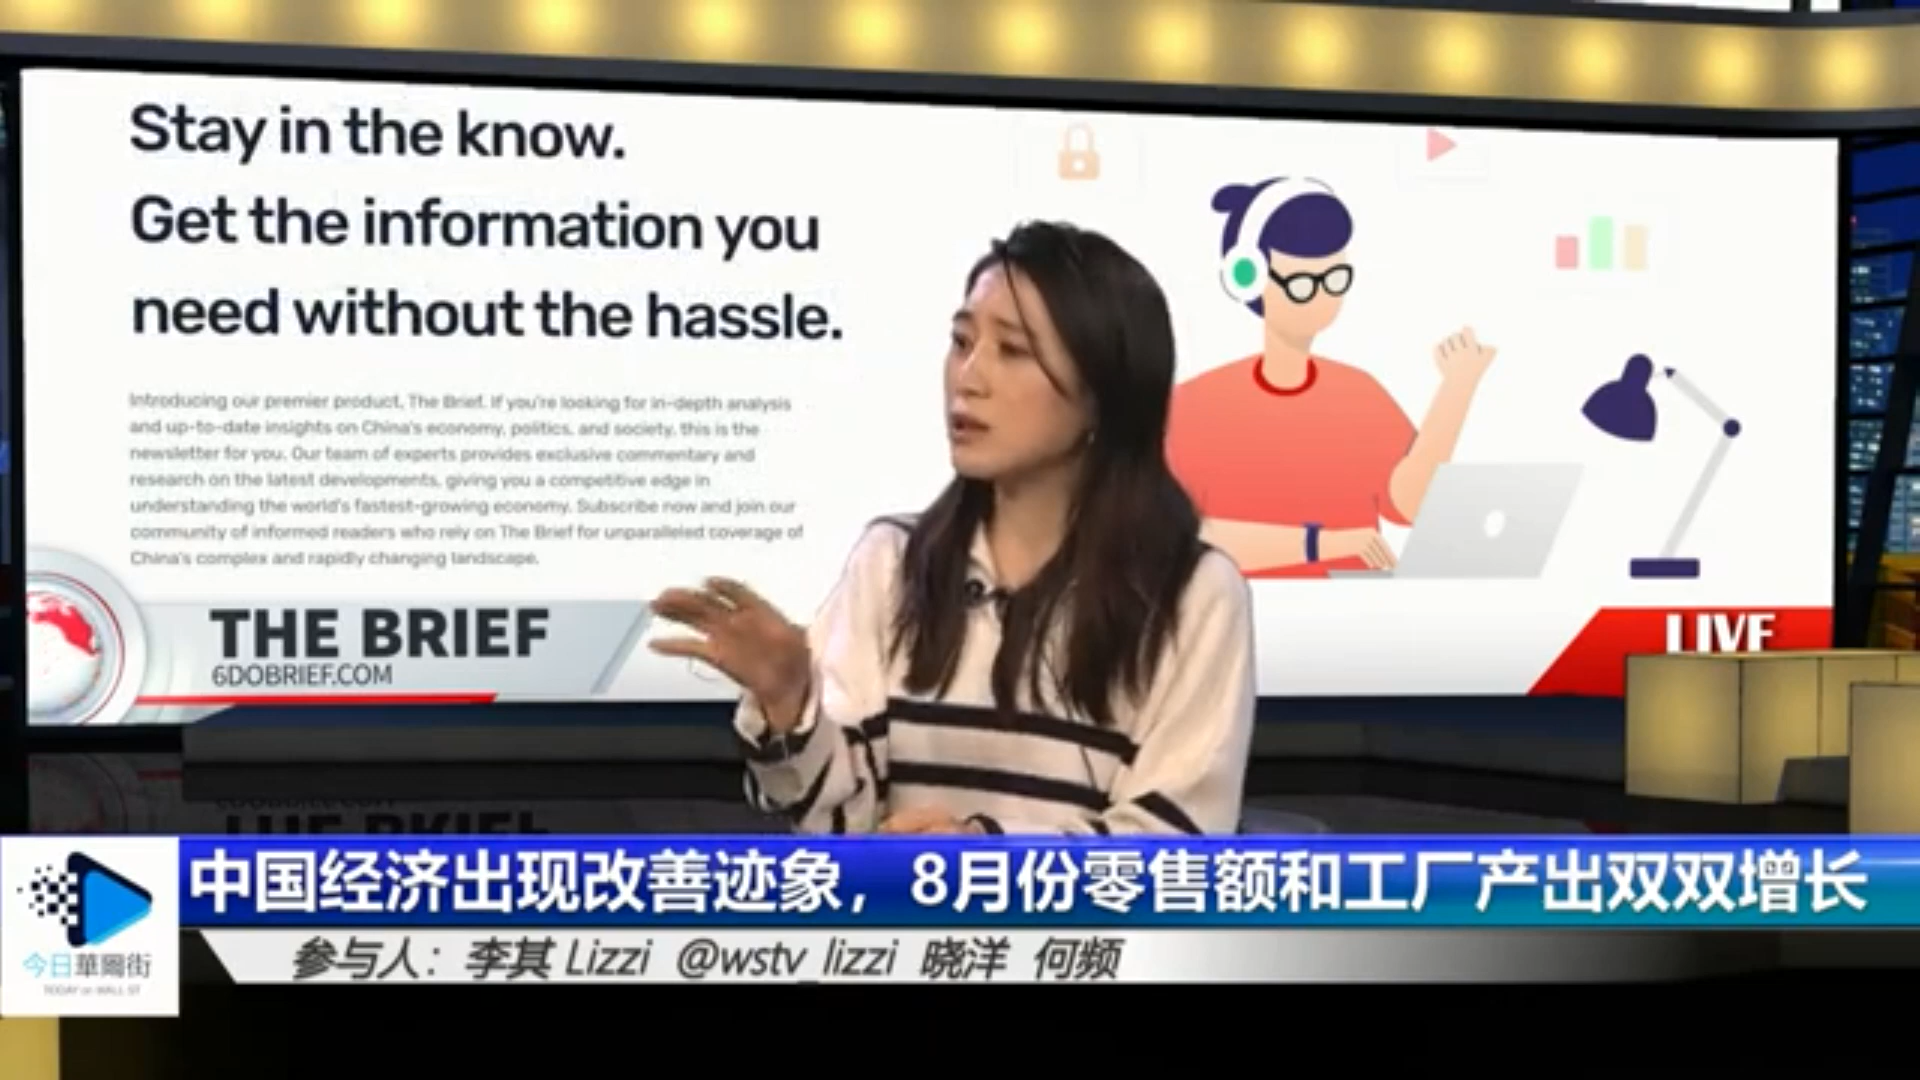 Stay in the know.
Get the information you
need without the hassle.
Introducing our premier product, The Brief. If you're looking for in-depth analysis
and up-to-date insights on China's economy, politics, and society, this is the
newsletter for you. Our team of experts provides exclusive commentary and
research on the latest developments, giving you a competitive edge in
understanding the world's fastest-growing economy. Subscribe now and join our
community of informed readers who rely on The Brief for unparalleled coverage of
China's complex and rapidly changing landscape.
THE BRIEF
6DOBRIEF.COM
LIVE
中国经济出现改善迹象，8月份零售额和工厂产出双双增长
参与人：李其 Lizzi @wstv_lizzi 晓洋 何频
今日華爾街
TODAY on WALL ST